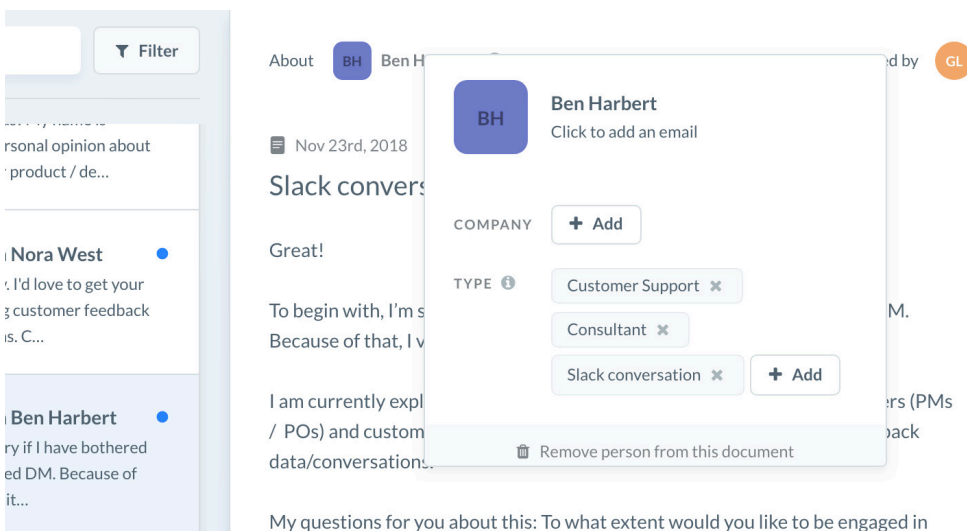 Filter
rsonal opinion about
product / de...
Nora West
. I'd love to get your
g customer feedback
s. C...
Ben Harbert
ry if I have bothered
ed DM. Because of
it...
About BH Ben H
ed by GL
Nov 23rd, 2018
Slack convers
Great!
To begin with, I'm s
M.
Because of that, I v
I am currently expl
ers (PMs
/ POs) and custom
back
data/conversations.
My questions for you about this: To what extent would you like to be engaged in
BH
Ben Harbert
Click to add an email
COMPANY + Add
TYPE
Customer Support ×
Consultant ×
Slack conversation × + Add
Remove person from this document